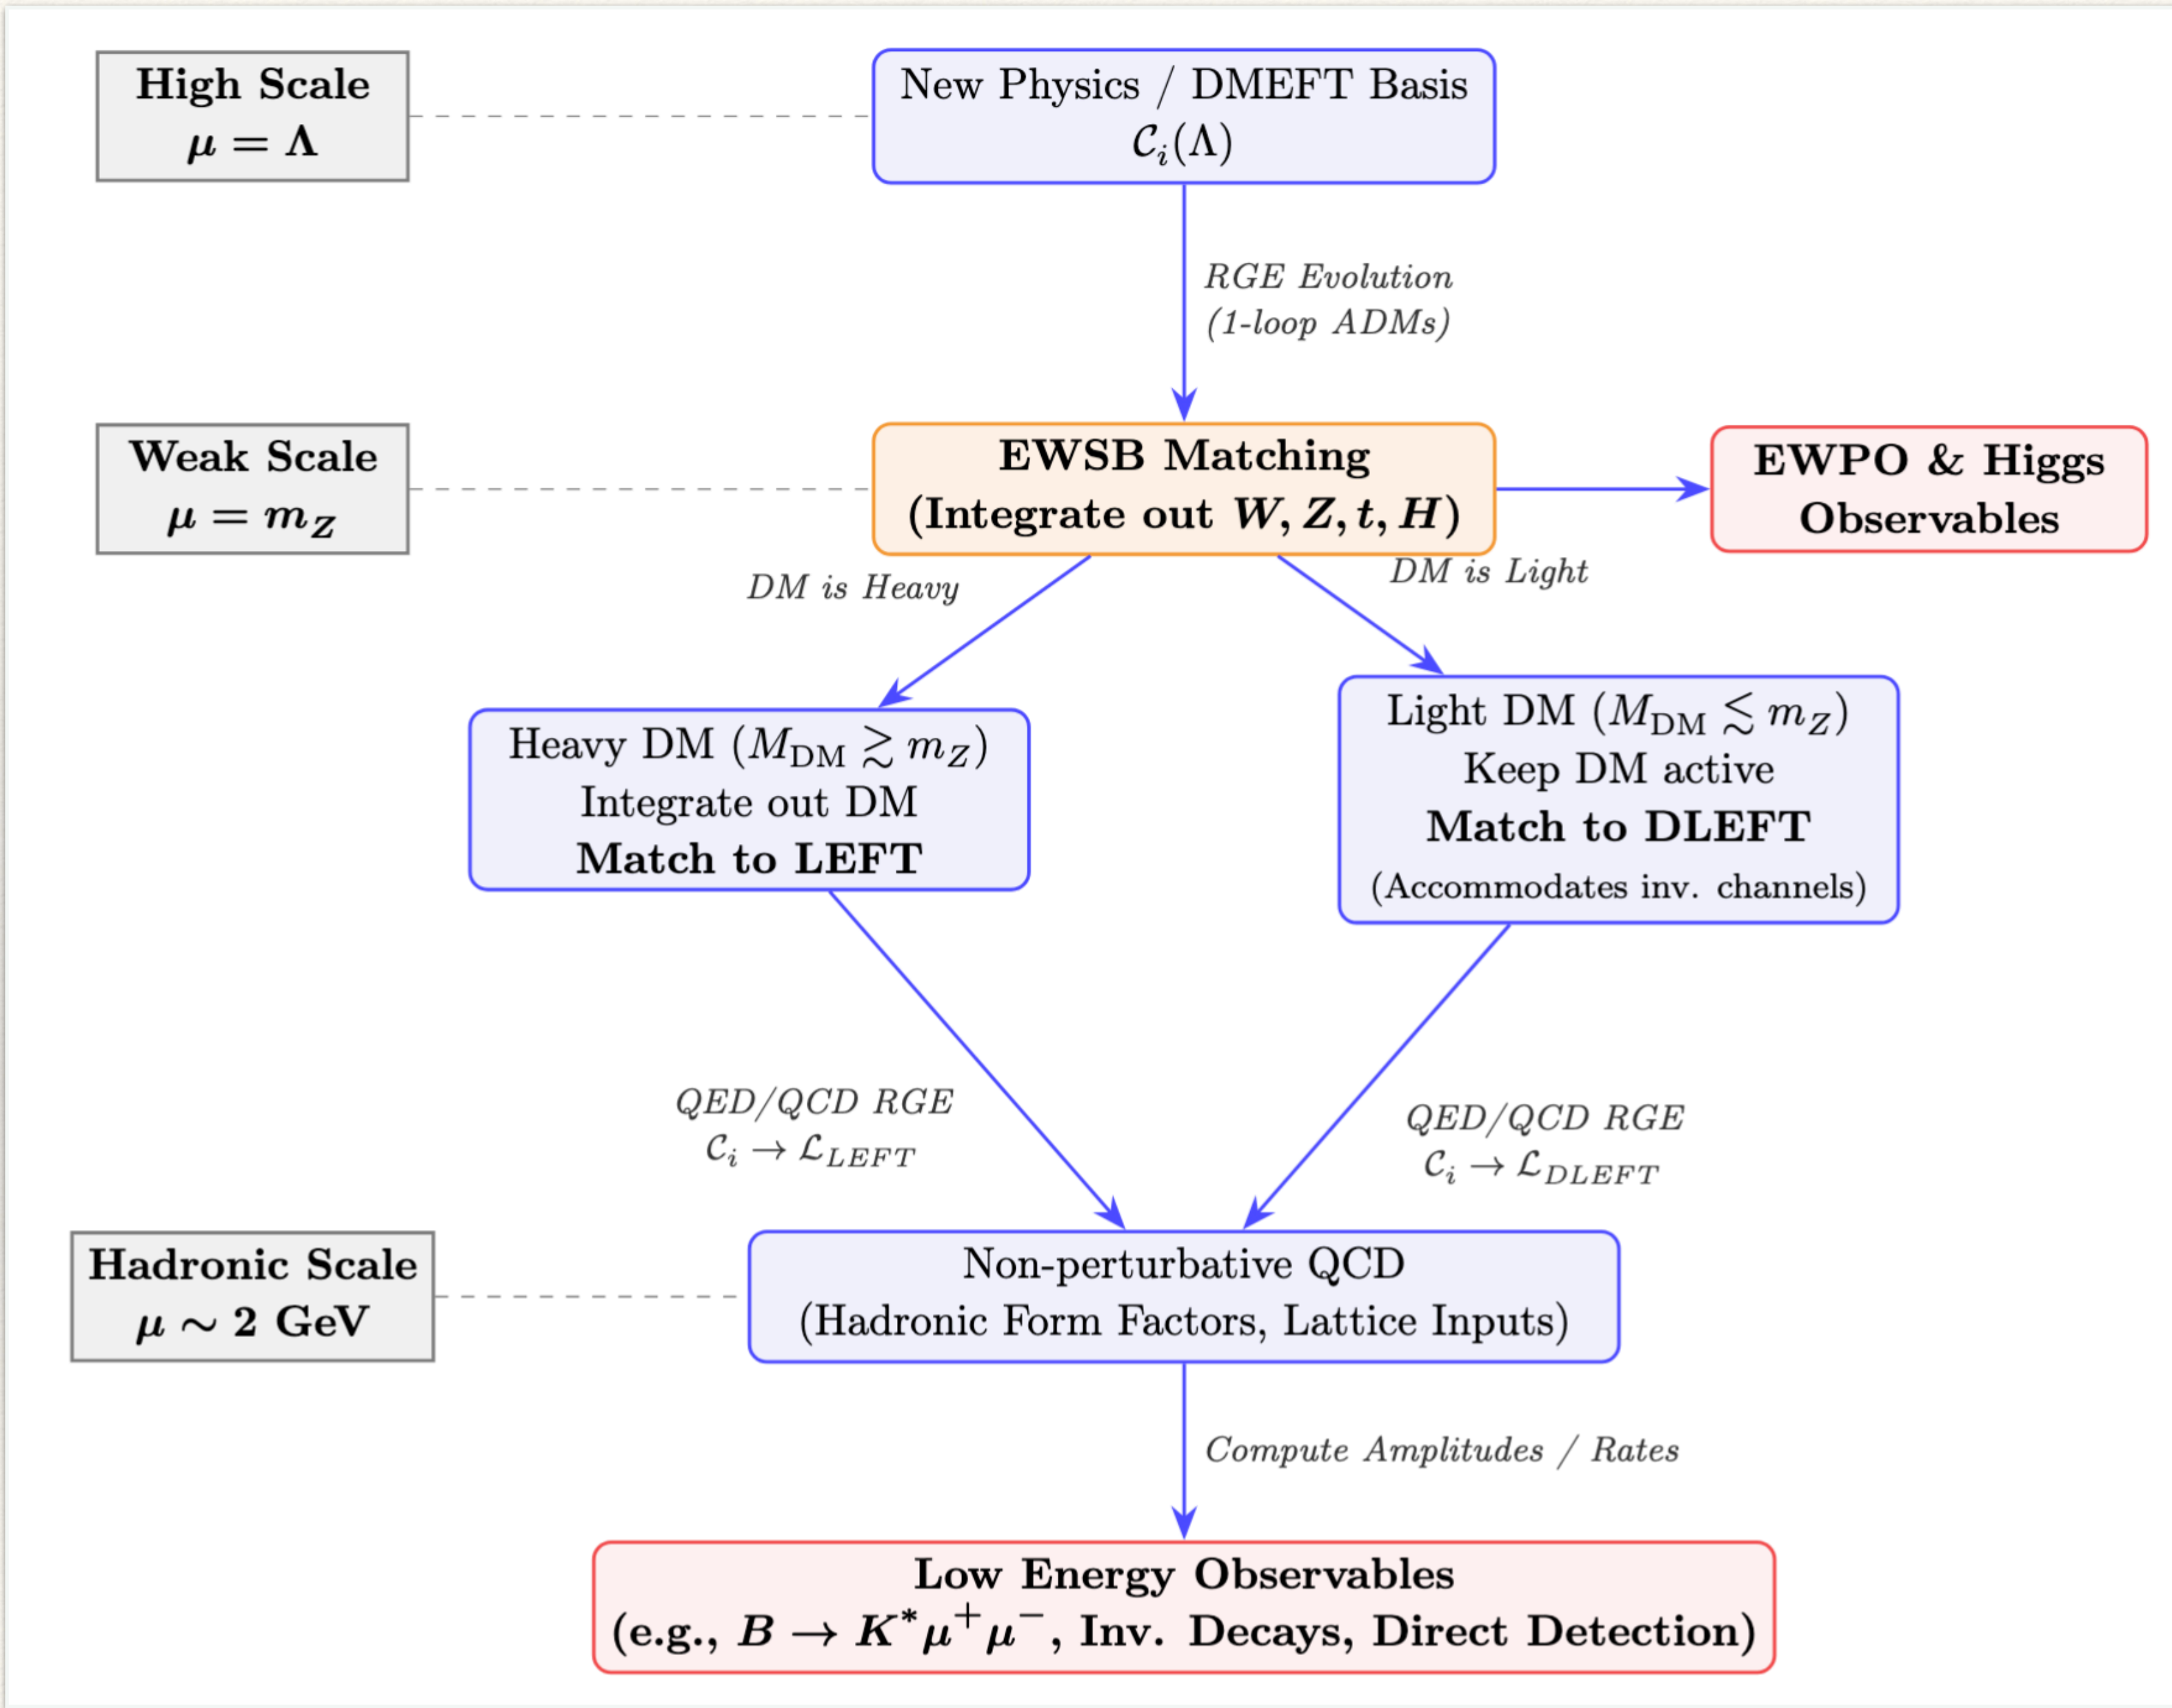 High Scale
μ = Λ
New Physics / DMEFT Basis
𝒞ᵢ(Λ)
RGE Evolution
(1-loop ADMs)
Weak Scale
μ = m_Z
EWSB Matching
(Integrate out W, Z, t, H)
EWPO & Higgs
Observables
DM is Heavy
DM is Light
Heavy DM (M_DM ≳ m_Z)
Integrate out DM
Match to LEFT
Light DM (M_DM ≲ m_Z)
Keep DM active
Match to DLEFT
(Accommodates inv. channels)
QED/QCD RGE
𝒞ᵢ → ℒ_LEFT
QED/QCD RGE
𝒞ᵢ → ℒ_DLEFT
Hadronic Scale
μ ∼ 2 GeV
Non-perturbative QCD
(Hadronic Form Factors, Lattice Inputs)
Compute Amplitudes / Rates
Low Energy Observables
(e.g., B → K*μ⁺μ⁻, Inv. Decays, Direct Detection)